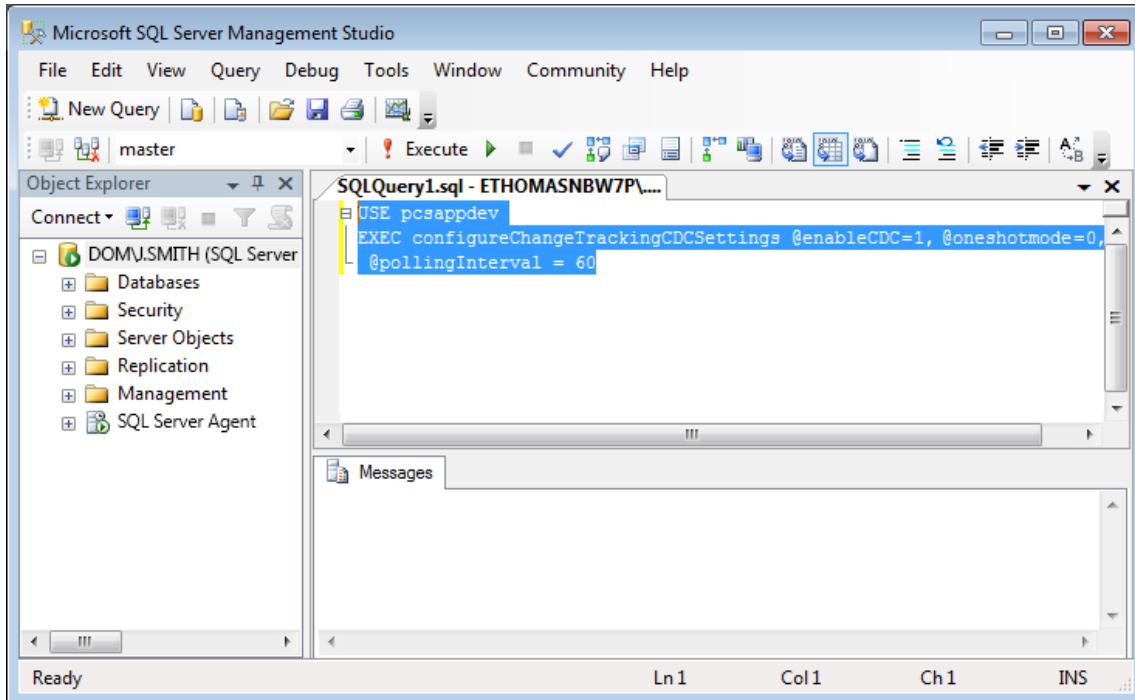 Microsoft SQL Server Management Studio
File Edit View Query Debug Tools Window Community Help
New Query
master Execute
Object Explorer
Connect
DOM\J.SMITH (SQL Server
Databases
Security
Server Objects
Replication
Management
SQL Server Agent
SQLQuery1.sql - ETHOMASNBW7P\....
USE pcsappdev
EXEC configureChangeTrackingCDCSettings @enableCDC=1, @oneshotmode=0,
@pollingInterval = 60
Messages
Ready Ln 1 Col 1 Ch 1 INS